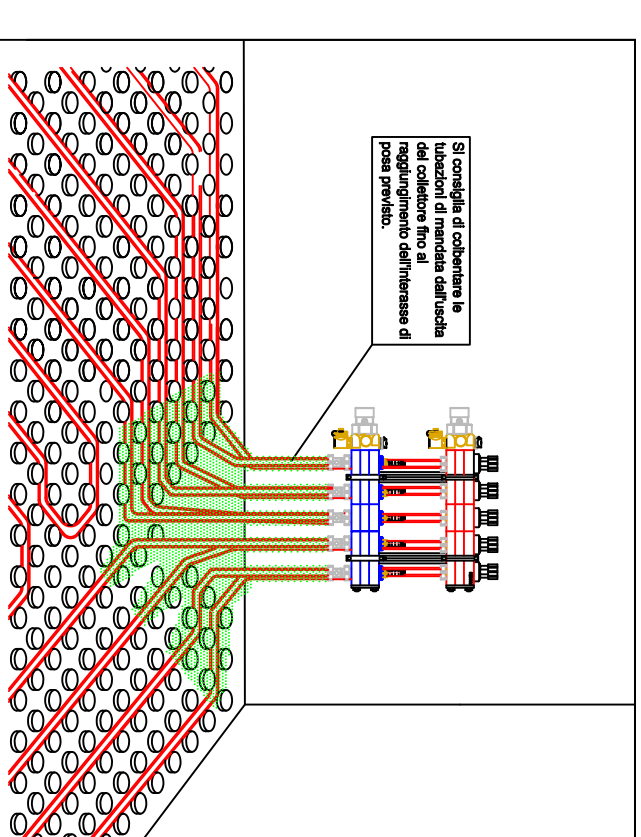 Si consiglia di coibentare le
tubazioni di mandata dall'uscita
del collettore fino al
raggiungimento dell'interasse di
posa previsto.